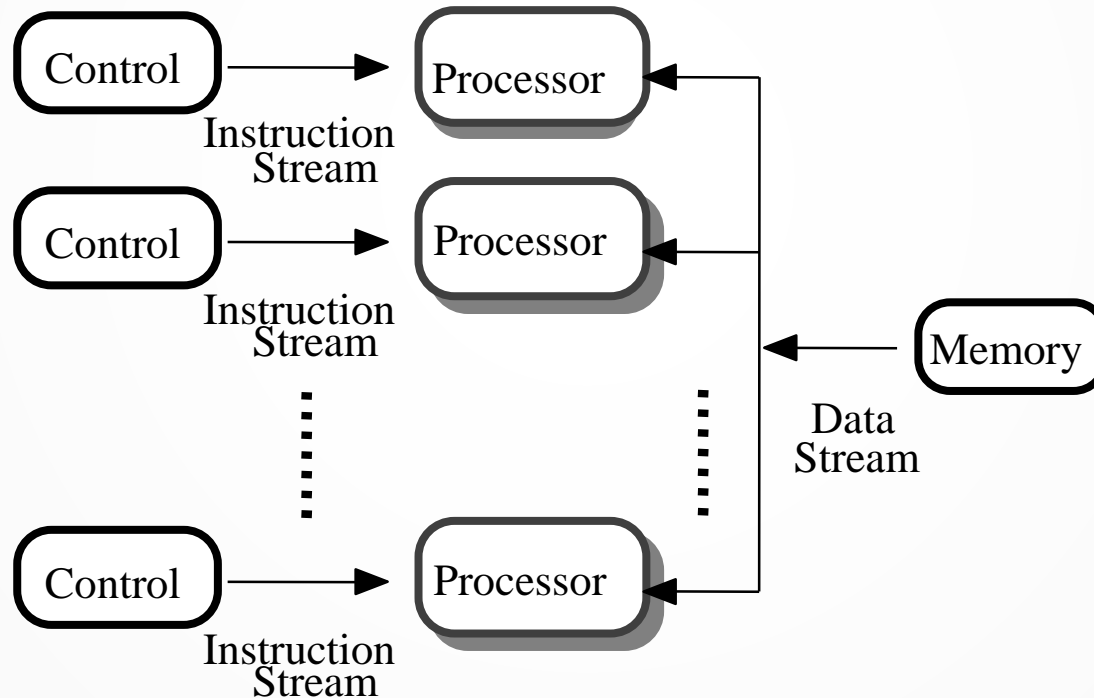 Control
Processor
Instruction
Stream
Control
Processor
Instruction
Stream
Memory
Data
Stream
Control
Processor
Instruction
Stream